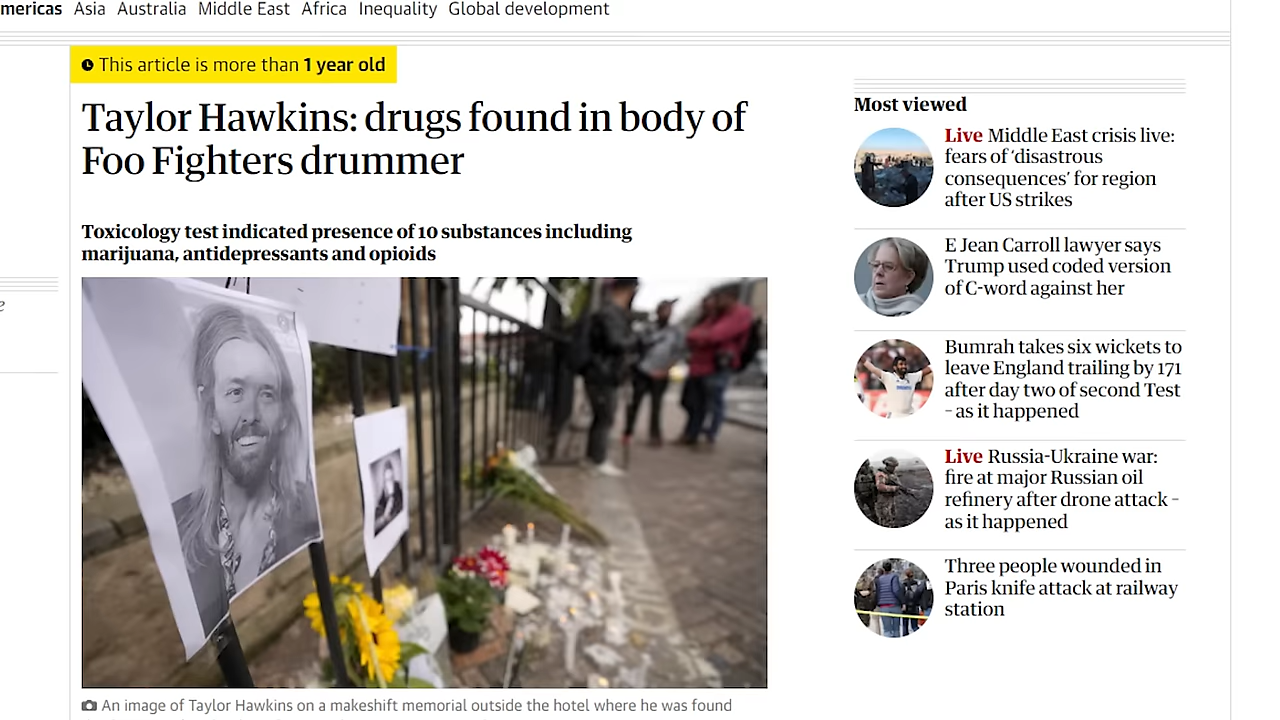 mericas Asia Australia Middle East Africa Inequality Global development
This article is more than 1 year old
Taylor Hawkins: drugs found in body of
Foo Fighters drummer
Toxicology test indicated presence of 10 substances including
marijuana, antidepressants and opioids
An image of Taylor Hawkins on a makeshift memorial outside the hotel where he was found
Most viewed
Live Middle East crisis live:
fears of ‘disastrous
consequences’ for region
after US strikes
E Jean Carroll lawyer says
Trump used coded version
of C-word against her
Bumrah takes six wickets to
leave England trailing by 171
after day two of second Test
– as it happened
Live Russia-Ukraine war:
fire at major Russian oil
refinery after drone attack –
as it happened
Three people wounded in
Paris knife attack at railway
station